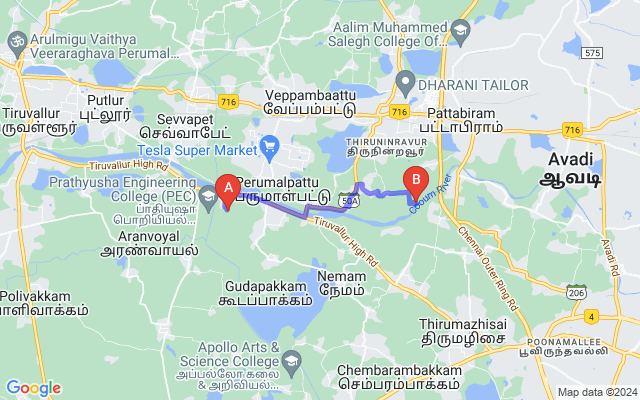 Arulmigu Vaithya
Veeraraghava Perumal...
Aalim Muhammed
Salegh College Of...
575
DHARANI TAILOR
Putlur
புட்லூர்
Veppambaattu
வேப்பம்பட்டு
716
716
Tiruvallur
ருவள்ளூர்
Sevvapet
செவ்வாபேட்
Pattabiram
பட்டாபிராம்
716
THIRUNINRAVUR
திருநின்றவூர்
Tesla Super Market
Avadi
ஆவடி
Tiruvallur High Rd
Prathyusha Engineering
College (PEC)
பாதியுஷா
பொறியியல்...
A
Perumalpattu
பெருமாள்பட்டு
50A
B
Cooum River
Tiruvallur High Rd
Chennai Outer Ring Rd
Avadi Rd
Aranvoyal
அரண்வாயல்
Nemam
நேமம்
Gudapakkam
கூடப்பாக்கம்
Polivakkam
பாளிவாக்கம்
206
4
Thirumazhisai
திருமழிசை
POONAMALLEE
பூவிருந்தவல்லி
Apollo Arts &
Science College
அப்பல்லோ கலை
& அறிவியல்...
Chembarambakkam
செம்பரம்பாக்கம்
Google
Map data ©2024